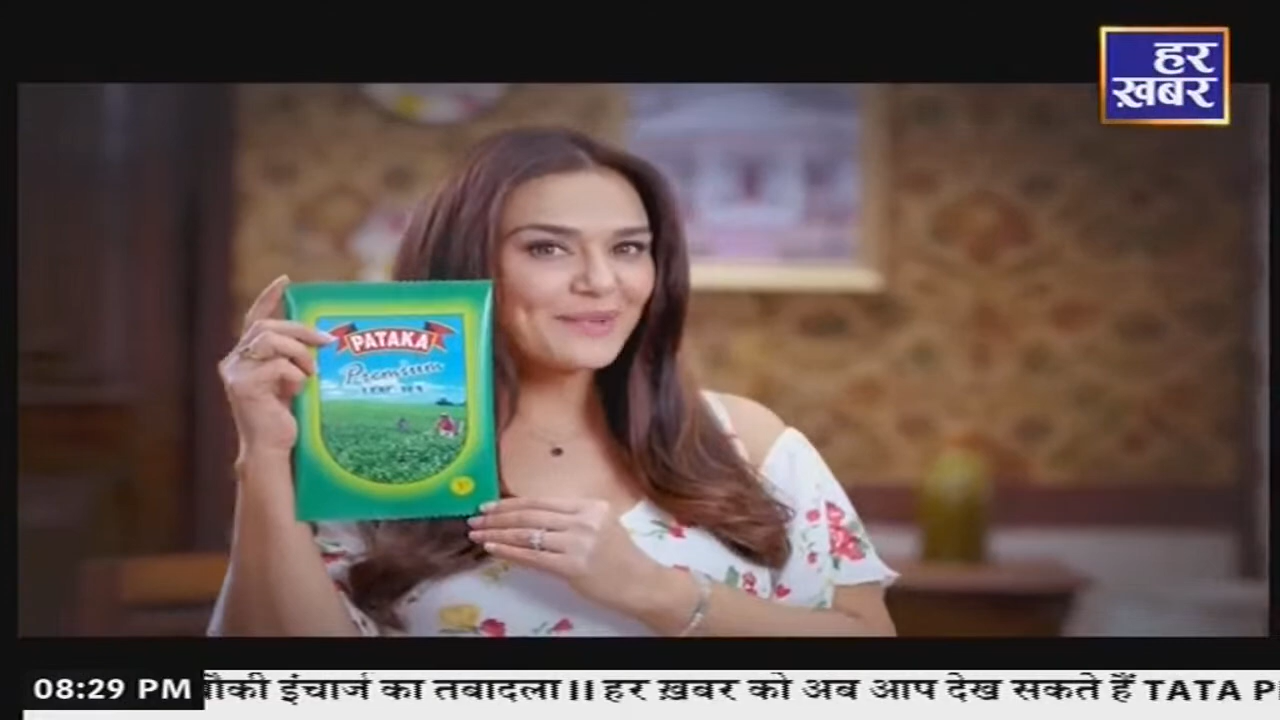 हर
ख़बर
PATAKA
Premium
08:29 PM
चौकी इंचार्ज का तबादला।। हर ख़बर को अब आप देख सकते हैं TATA